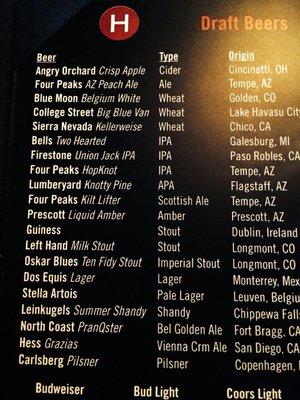 H
Draft Beers
Beer Type Origin
Angry Orchard Crisp Apple Cider Cincinatti, OH
Four Peaks AZ Peach Ale Ale Tempe, AZ
Blue Moon Belgium White Wheat Golden, CO
College Street Big Blue Van Wheat Lake Havasu City
Sierra Nevada Kellerweise Wheat Chico, CA
Bells Two Hearted IPA Galesburg, MI
Firestone Union Jack IPA IPA Paso Robles, CA
Four Peaks HopKnot IPA Tempe, AZ
Lumberyard Knotty Pine APA Flagstaff, AZ
Four Peaks Kilt Lifter Scottish Ale Tempe, AZ
Prescott Liquid Amber Amber Prescott, AZ
Guiness Stout Dublin, Ireland
Left Hand Milk Stout Stout Longmont, CO
Oskar Blues Ten Fidy Stout Imperial Stout Longmont, CO
Dos Equis Lager Lager Monterrey, Mex
Stella Artois Pale Lager Leuven, Belgiu
Leinkugels Summer Shandy Shandy Chippewa Falls
North Coast PranQster Bel Golden Ale Fort Bragg, CA
Hess Grazias Vienna Crm Ale San Diego, CA
Carlsberg Pilsner Pilsner Copenhagen,
Budweiser Bud Light Coors Light